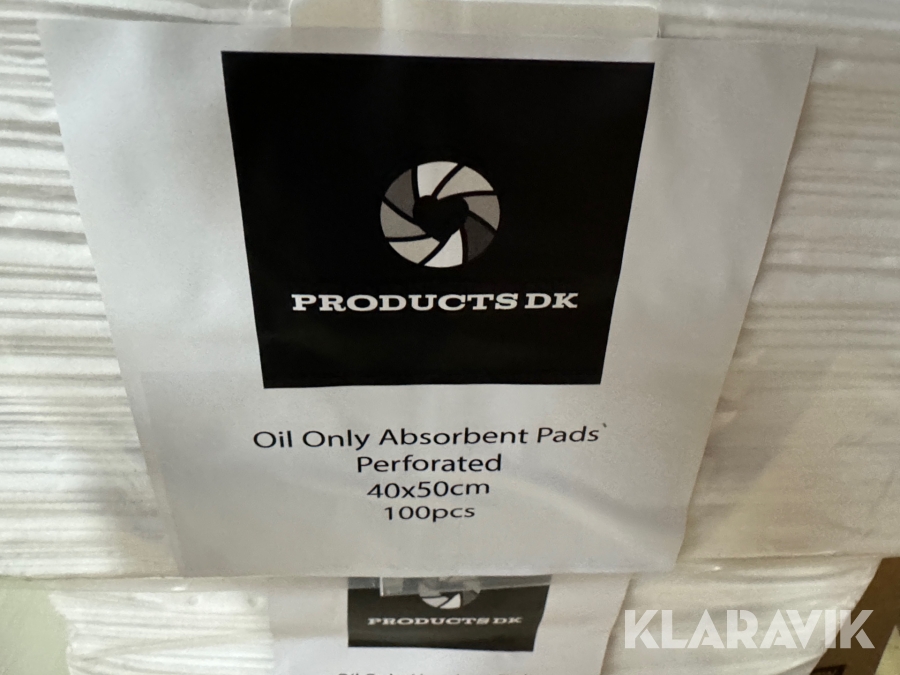 PRODUCTS DK
Oil Only Absorbent Pads`
Perforated
40x50cm
100pcs
PRODUCTS DK
KLARAVIK